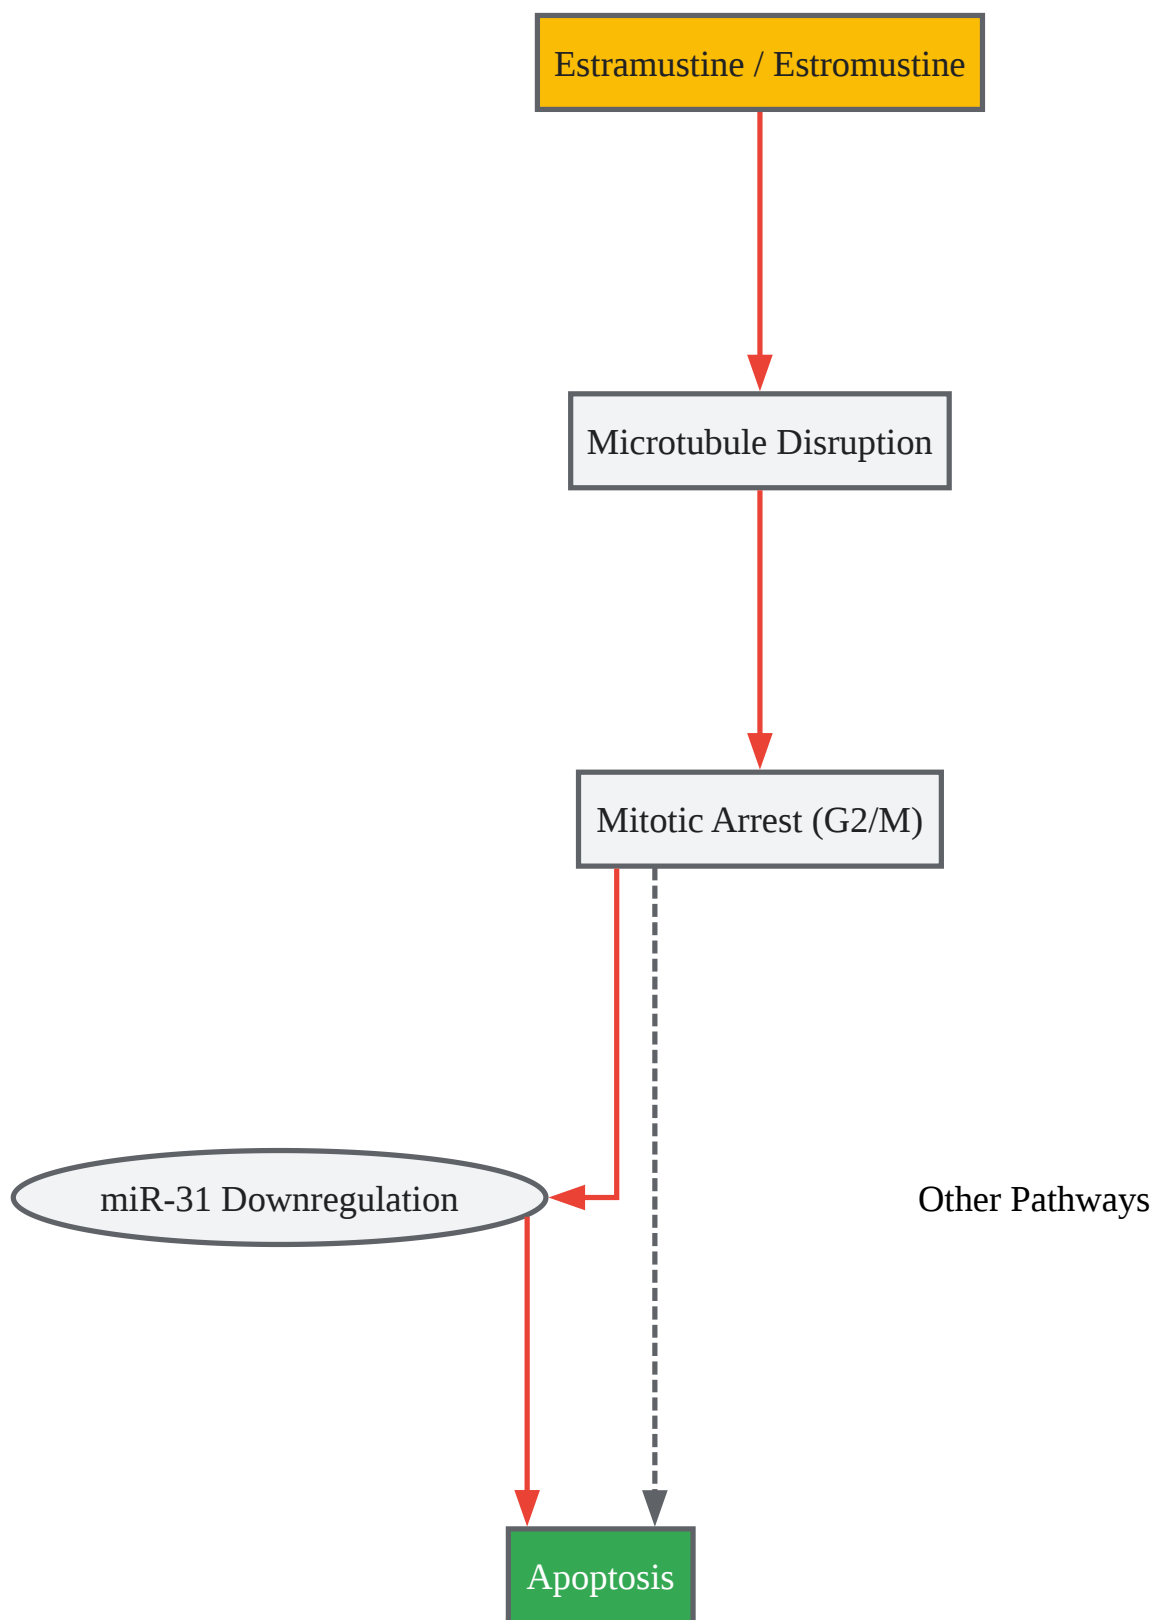 Estramustine / Estromustine
Microtubule Disruption
Mitotic Arrest (G2/M)
miR-31 Downregulation
Other Pathways
Apoptosis